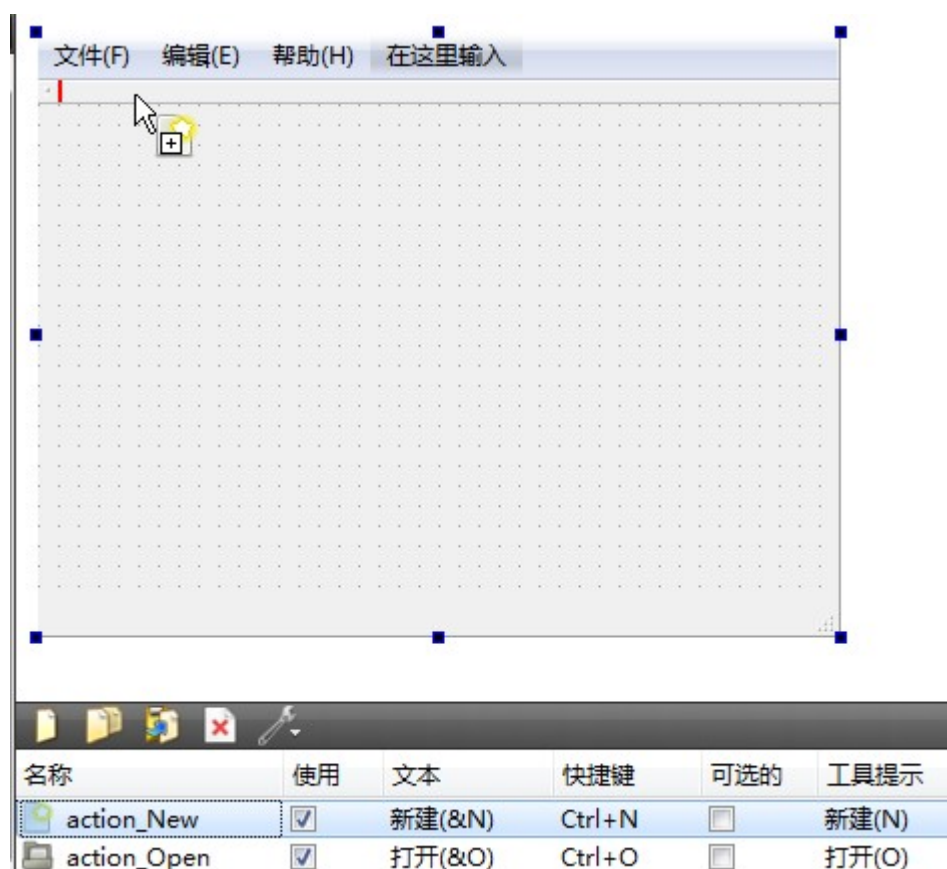 文件(F) 编辑(E) 帮助(H) 在这里输入
名称 使用 文本 快捷键 可选的 工具提示
action_New 新建(&N) Ctrl+N 新建(N)
action_Open 打开(&O) Ctrl+O 打开(O)